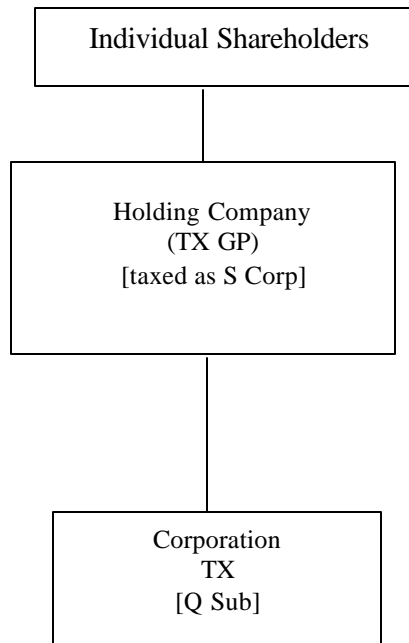 Individual Shareholders
Holding Company
(TX GP)
[taxed as S Corp]
Corporation
TX
[Q Sub]